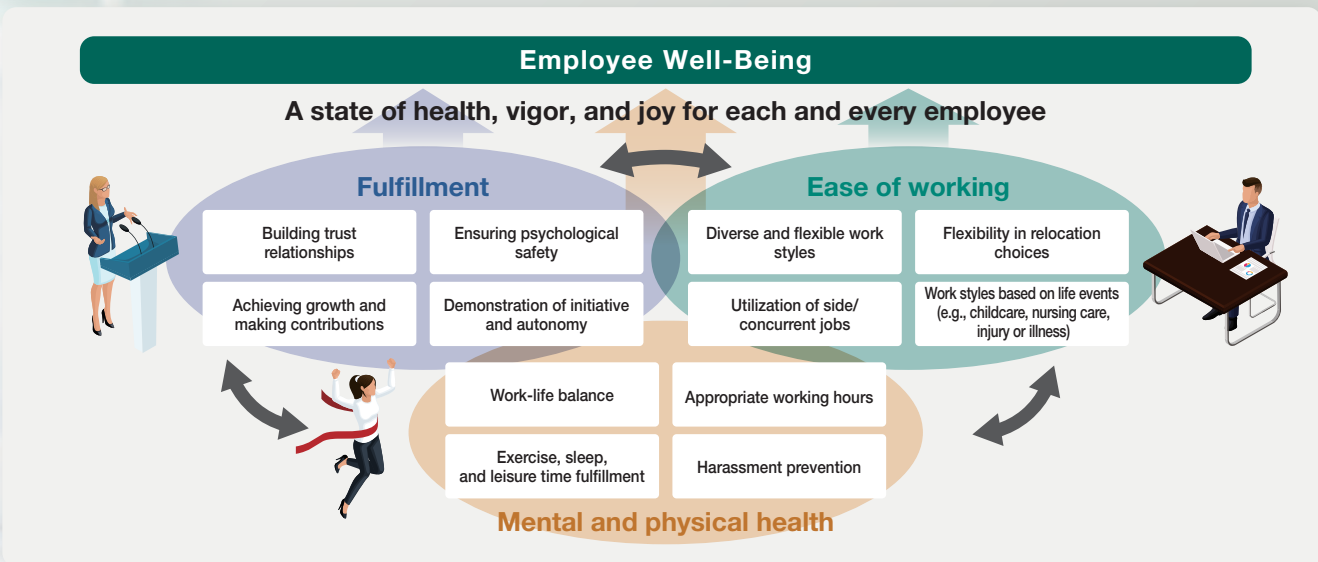 Employee Well-Being
A state of health, vigor, and joy for each and every employee
Fulfillment
Building trust
relationships
Ensuring psychological
safety
Achieving growth and
making contributions
Demonstration of initiative
and autonomy
Ease of working
Diverse and flexible work
styles
Flexibility in relocation
choices
Utilization of side/
concurrent jobs
Work styles based on life events
(e.g., childcare, nursing care,
injury or illness)
Work-life balance
Appropriate working hours
Exercise, sleep,
and leisure time fulfillment
Harassment prevention
Mental and physical health